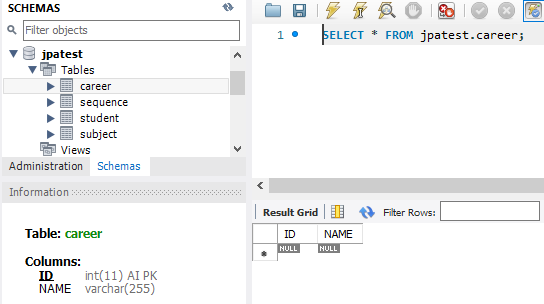 SCHEMAS
Filter objects
jpatest
Tables
career
sequence
student
subject
Views
Administration Schemas
Information
Table: career
Columns:
ID int(11) AI PK
NAME varchar(255)
1 SELECT * FROM jpatest.career;
Result Grid Filter Rows:
ID NAME
* NULL NULL